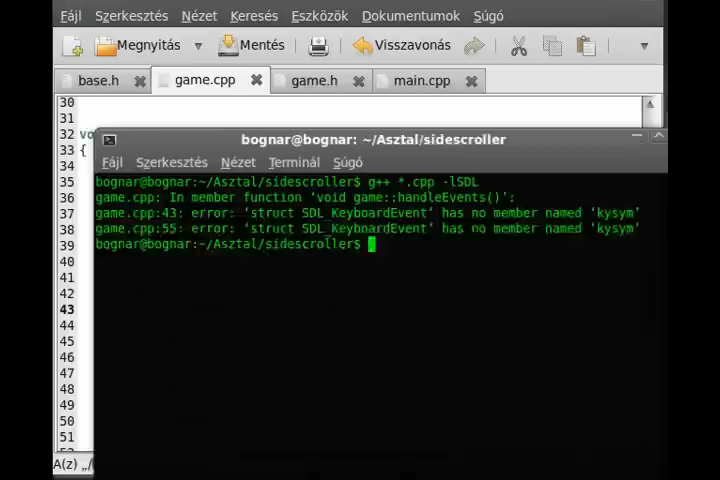 Fájl Szerkesztés Nézet Keresés Eszközök Dokumentumok Súgó
Megnyitás Mentés Visszavonás
base.h game.cpp game.h main.cpp
30
31
32 vo
33 {
34
35
36
37
38
39
40
41
42
43
44
45
46
47
48
49
50
51
bognar@bognar: ~/Asztal/sidescroller
Fájl Szerkesztés Nézet Terminál Súgó
bognar@bognar:~/Asztal/sidescroller$ g++ *.cpp -lSDL
game.cpp: In member function ‘void game::handleEvents()’:
game.cpp:43: error: ‘struct SDL_KeyboardEvent’ has no member named ‘kysym’
game.cpp:55: error: ‘struct SDL_KeyboardEvent’ has no member named ‘kysym’
bognar@bognar:~/Asztal/sidescroller$
A(z) „/